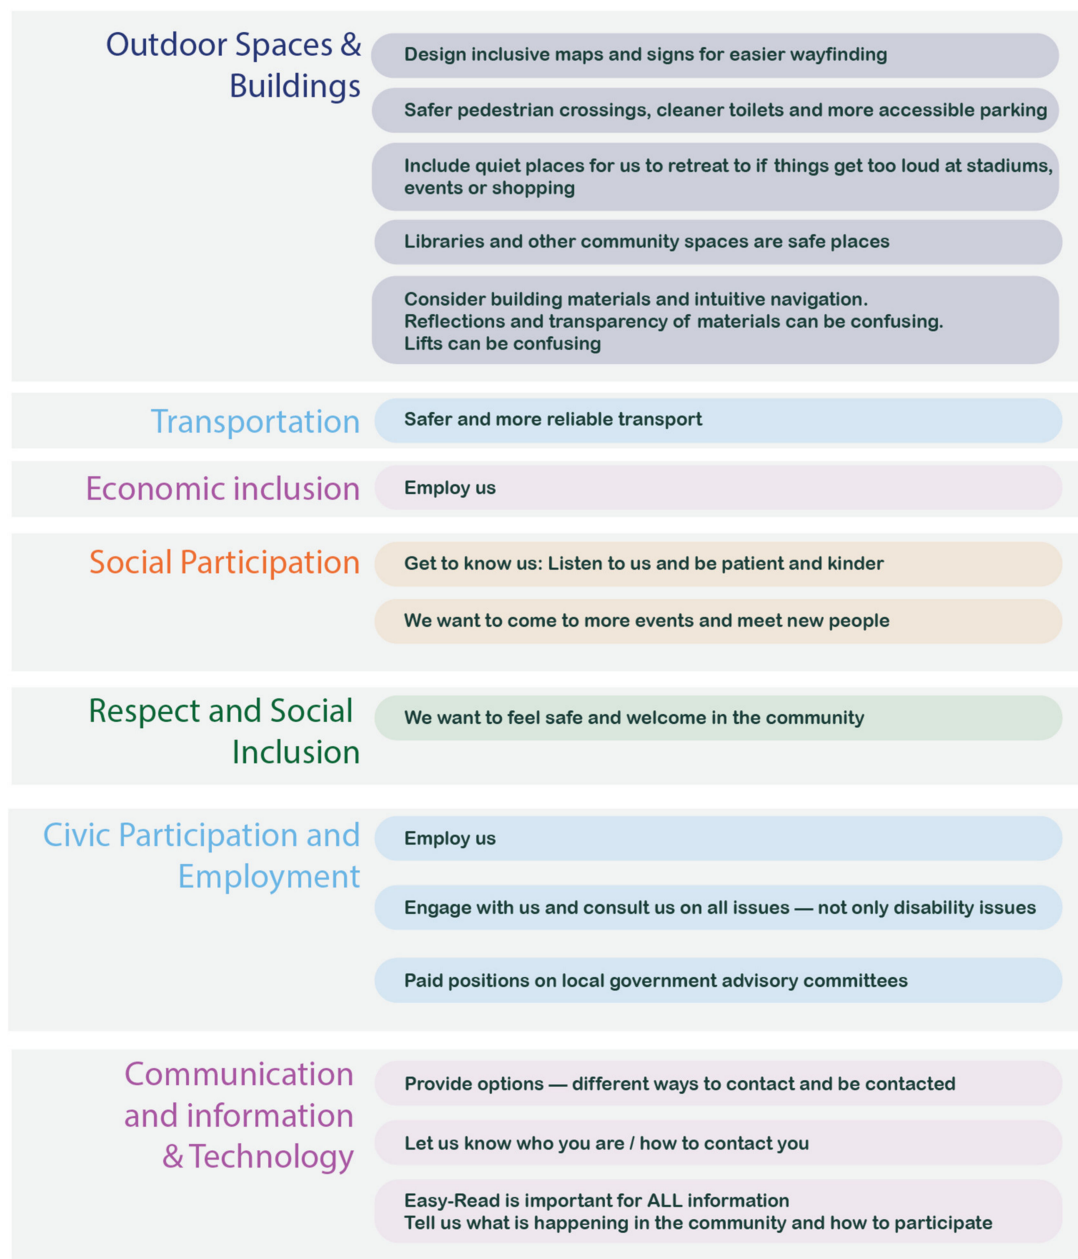 Outdoor Spaces &
Buildings
Design inclusive maps and signs for easier wayfinding
Safer pedestrian crossings, cleaner toilets and more accessible parking
Include quiet places for us to retreat to if things get too loud at stadiums,
events or shopping
Libraries and other community spaces are safe places
Consider building materials and intuitive navigation.
Reflections and transparency of materials can be confusing.
Lifts can be confusing
Transportation
Safer and more reliable transport
Economic inclusion
Employ us
Social Participation
Get to know us: Listen to us and be patient and kinder
We want to come to more events and meet new people
Respect and Social
Inclusion
We want to feel safe and welcome in the community
Civic Participation and
Employment
Employ us
Engage with us and consult us on all issues — not only disability issues
Paid positions on local government advisory committees
Communication
and information
& Technology
Provide options — different ways to contact and be contacted
Let us know who you are / how to contact you
Easy-Read is important for ALL information
Tell us what is happening in the community and how to participate